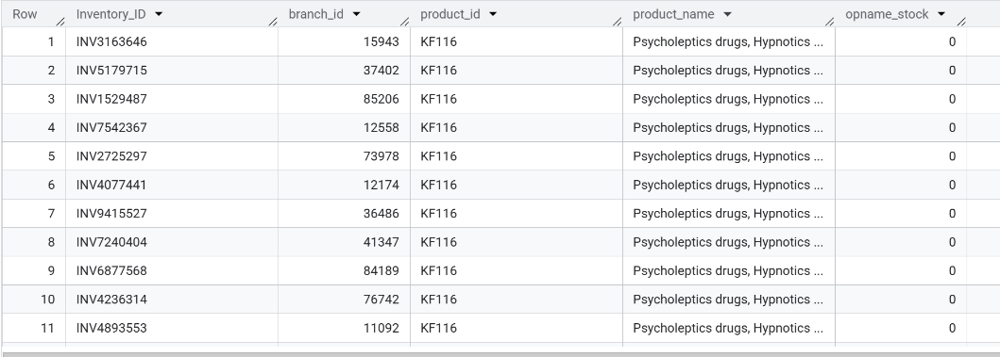 Row Inventory_ID branch_id product_id product_name opname_stock
1 INV3163646 15943 KF116 Psycholeptics drugs, Hypnotics ... 0
2 INV5179715 37402 KF116 Psycholeptics drugs, Hypnotics ... 0
3 INV1529487 85206 KF116 Psycholeptics drugs, Hypnotics ... 0
4 INV7542367 12558 KF116 Psycholeptics drugs, Hypnotics ... 0
5 INV2725297 73978 KF116 Psycholeptics drugs, Hypnotics ... 0
6 INV4077441 12174 KF116 Psycholeptics drugs, Hypnotics ... 0
7 INV9415527 36486 KF116 Psycholeptics drugs, Hypnotics ... 0
8 INV7240404 41347 KF116 Psycholeptics drugs, Hypnotics ... 0
9 INV6877568 84189 KF116 Psycholeptics drugs, Hypnotics ... 0
10 INV4236314 76742 KF116 Psycholeptics drugs, Hypnotics ... 0
11 INV4893553 11092 KF116 Psycholeptics drugs, Hypnotics ... 0